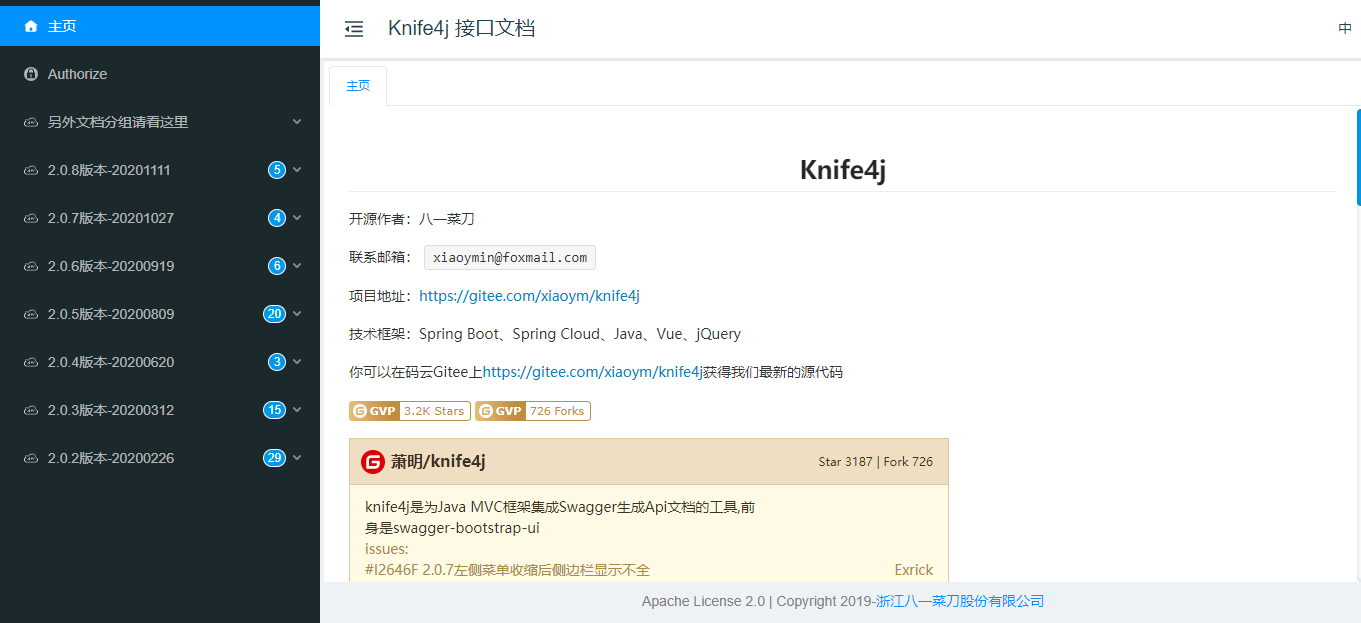 主页
Authorize
另外文档分组请看这里
2.0.8版本-20201111 5
2.0.7版本-20201027 4
2.0.6版本-20200919 6
2.0.5版本-20200809 20
2.0.4版本-20200620 3
2.0.3版本-20200312 15
2.0.2版本-20200226 29
Knife4j 接口文档
中
主页
Knife4j
开源作者：八一菜刀
联系邮箱： xiaoymin@foxmail.com
项目地址：https://gitee.com/xiaoym/knife4j
技术框架：Spring Boot、Spring Cloud、Java、Vue、jQuery
你可以在码云Gitee上https://gitee.com/xiaoym/knife4j获得我们最新的源代码
GVP 3.2K Stars GVP 726 Forks
萧明/knife4j Star 3187 | Fork 726
knife4j是为Java MVC框架集成Swagger生成Api文档的工具,前
身是swagger-bootstrap-ui
issues:
#I2646F 2.0.7左侧菜单收缩后侧边栏显示不全 Exrick
Apache License 2.0 | Copyright 2019-浙江八一菜刀股份有限公司